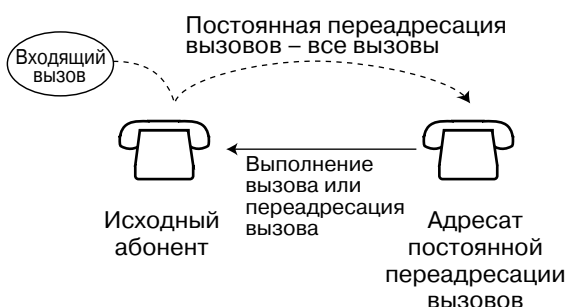 Постоянная переадресация
вызовов – все вызовы
Входящий
вызов
Выполнение
вызова или
переадресация
вызова
Исходный
абонент
Адресат
постоянной
переадресации
вызовов